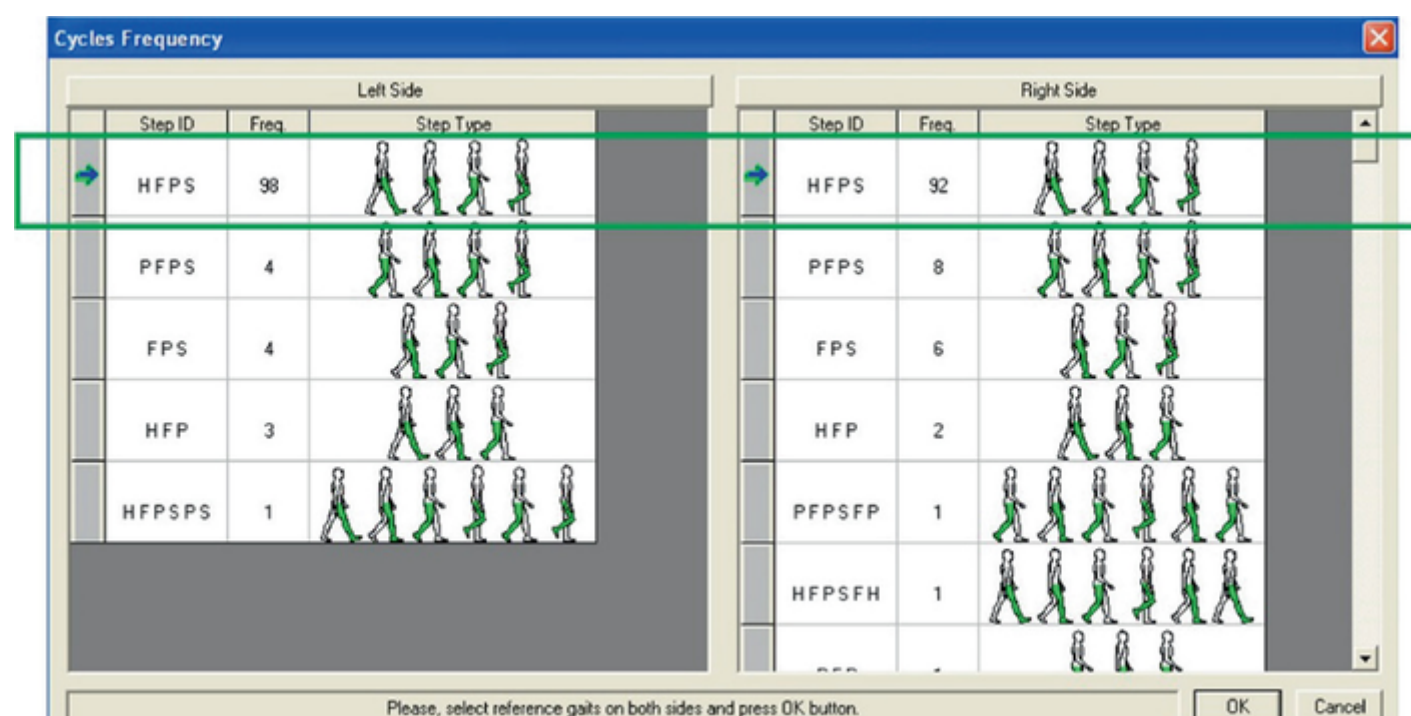 Cycles Frequency
Left Side
Step ID Freq. Step Type
HFPS 98
PFPS 4
FPS 4
HFP 3
HFPSPS 1
Right Side
Step ID Freq. Step Type
HFPS 92
PFPS 8
FPS 6
HFP 2
PFPSFP 1
HFPSFH 1
Please, select reference gaits on both sides and press OK button.
OK Cancel